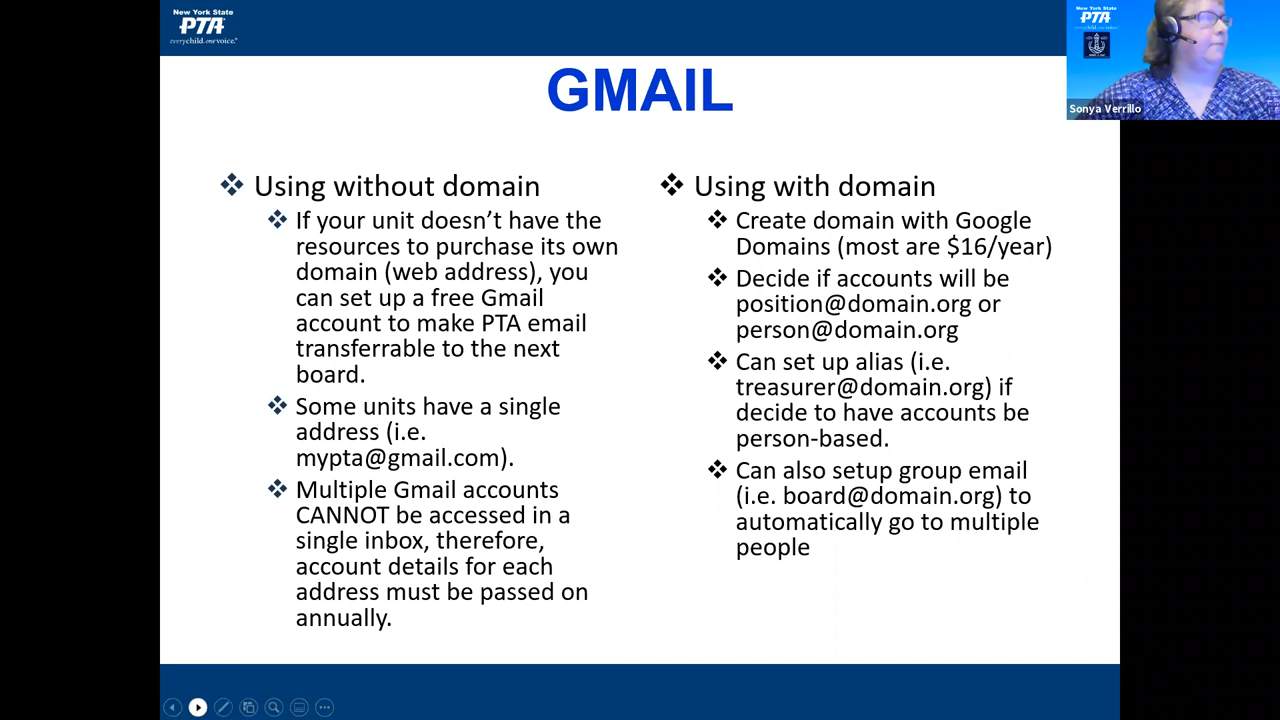 New York State
PTA
everychild.onevoice.®
New York State
PTA
Sonya Verrillo
GMAIL
❖ Using without domain
❖ If your unit doesn’t have the
resources to purchase its own
domain (web address), you
can set up a free Gmail
account to make PTA email
transferrable to the next
board.
❖ Some units have a single
address (i.e.
mypta@gmail.com).
❖ Multiple Gmail accounts
CANNOT be accessed in a
single inbox, therefore,
account details for each
address must be passed on
annually.
❖ Using with domain
❖ Create domain with Google
Domains (most are $16/year)
❖ Decide if accounts will be
position@domain.org or
person@domain.org
❖ Can set up alias (i.e.
treasurer@domain.org) if
decide to have accounts be
person-based.
❖ Can also setup group email
(i.e. board@domain.org) to
automatically go to multiple
people